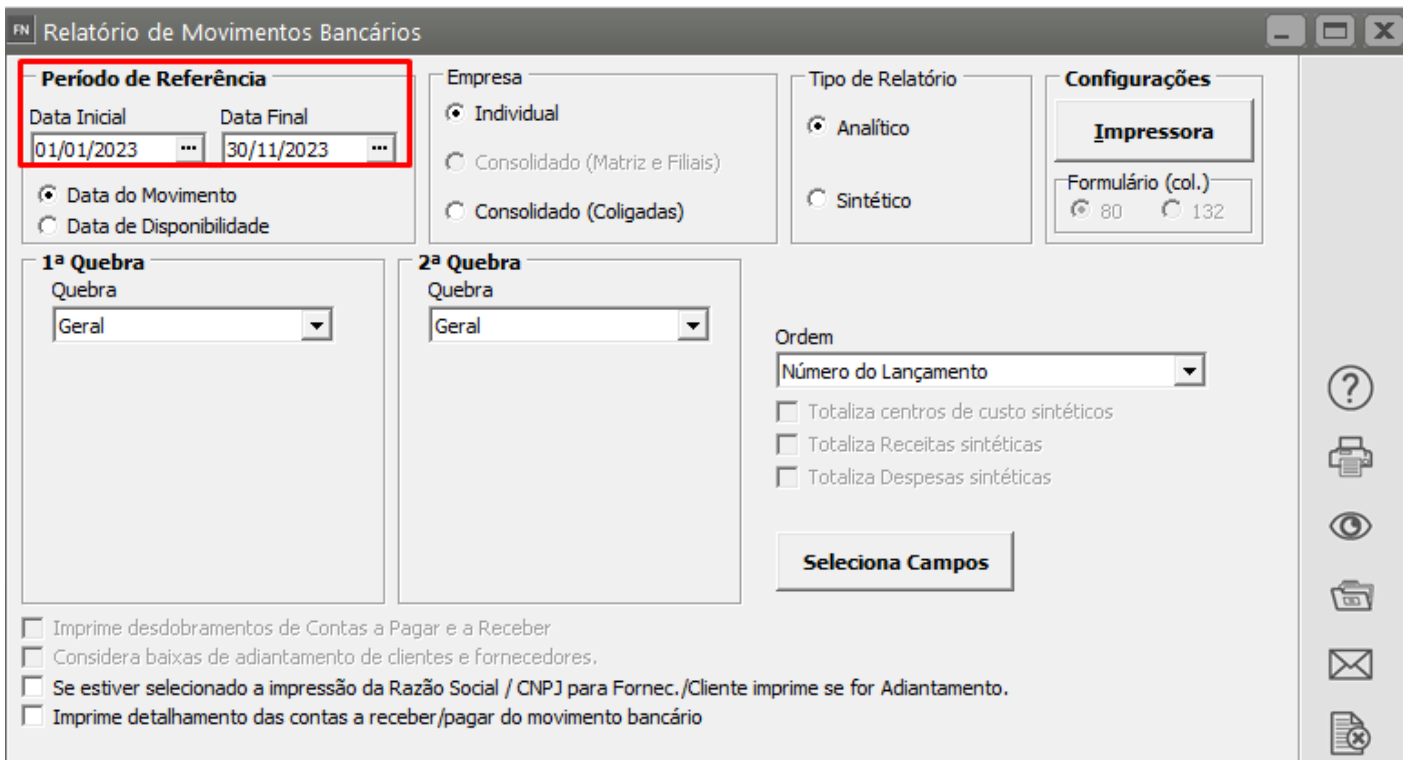 FN Relatório de Movimentos Bancários
Período de Referência
Data Inicial Data Final
01/01/2023 ... 30/11/2023 ...
Data do Movimento
Data de Disponibilidade
Empresa
Individual
Consolidado (Matriz e Filiais)
Consolidado (Coligadas)
Tipo de Relatório
Analítico
Sintético
Configurações
Impressora
Formulário (col.)
80 132
1ª Quebra
Quebra
Geral
2ª Quebra
Quebra
Geral
Ordem
Número do Lançamento
Totaliza centros de custo sintéticos
Totaliza Receitas sintéticas
Totaliza Despesas sintéticas
Seleciona Campos
Imprime desdobramentos de Contas a Pagar e a Receber
Considera baixas de adiantamento de clientes e fornecedores.
Se estiver selecionado a impressão da Razão Social / CNPJ para Fornec./Cliente imprime se for Adiantamento.
Imprime detalhamento das contas a receber/pagar do movimento bancário